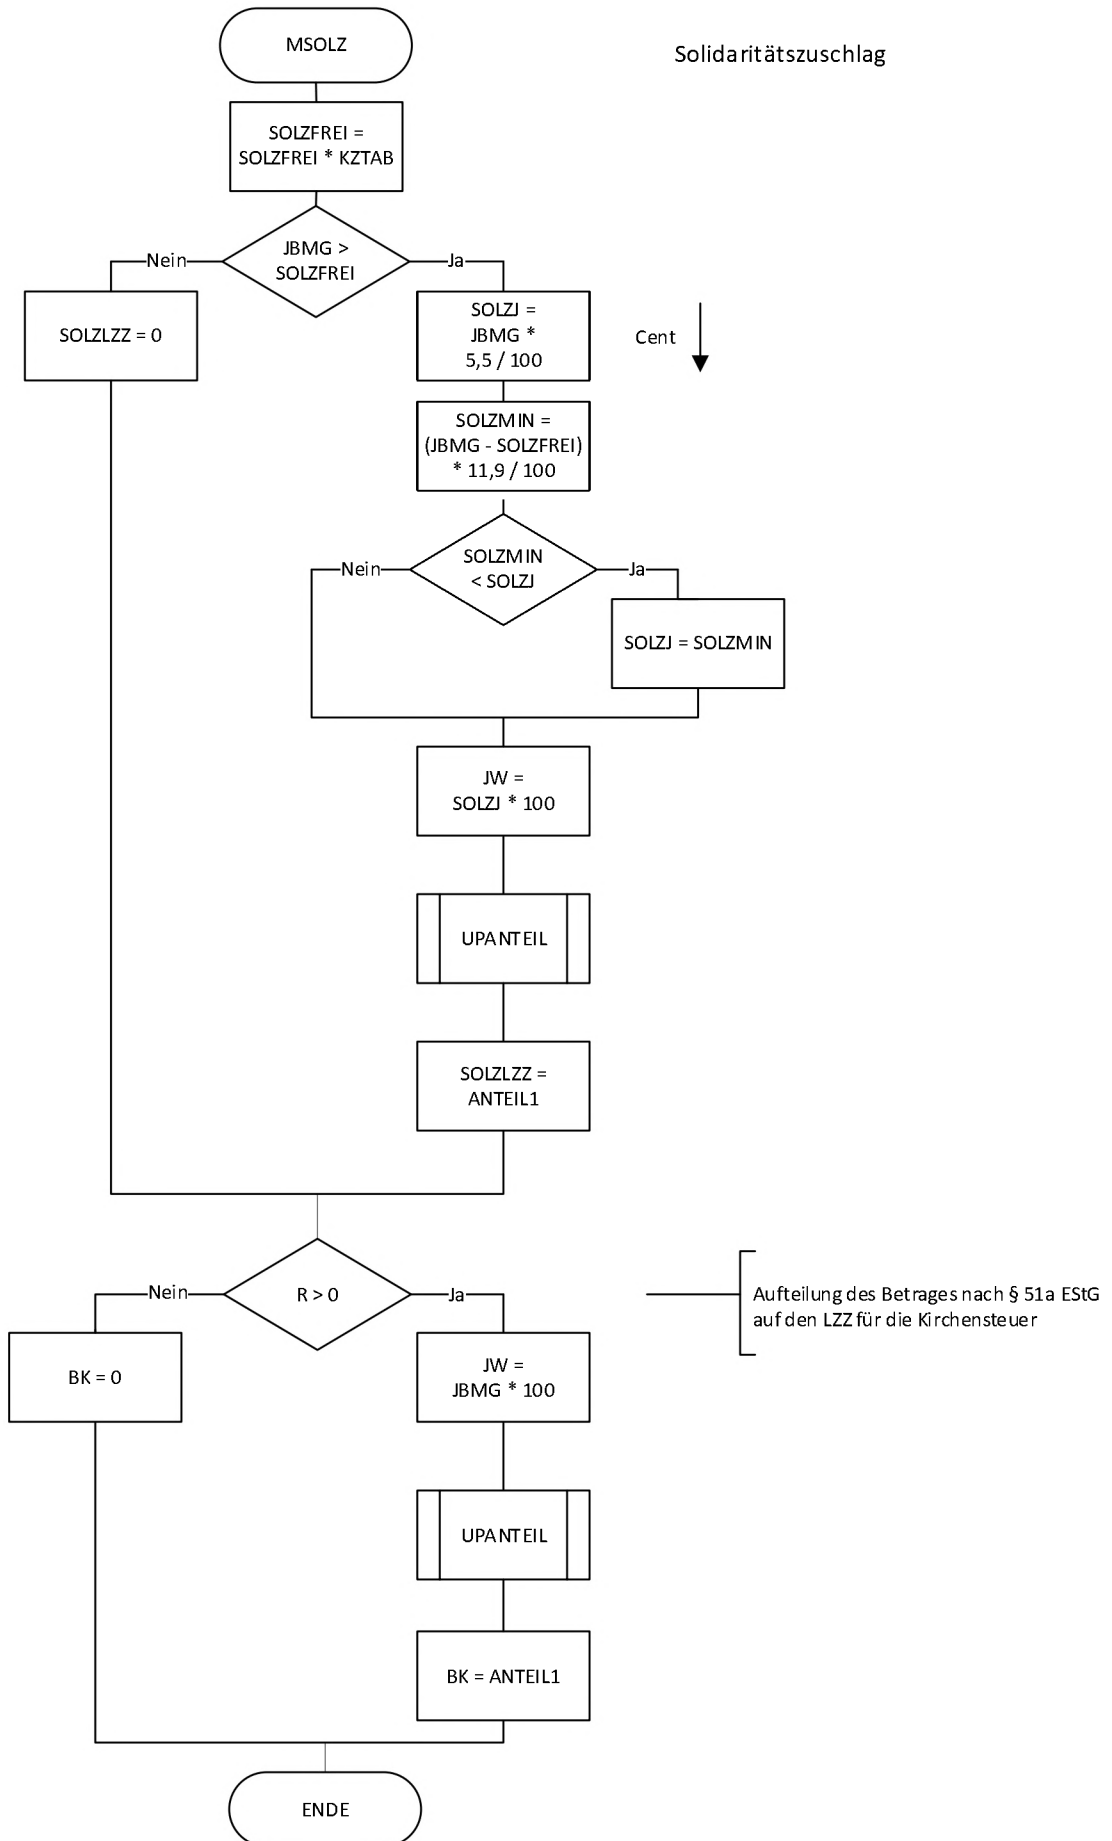 MSOLZ
Solidaritätszuschlag
SOLZFREI =
SOLZFREI * KZTAB
JBMG >
SOLZFREI
Nein
Ja
SOLZLZZ = 0
SOLZJ =
JBMG *
5,5 / 100
Cent
SOLZMIN =
(JBMG - SOLZFREI)
* 11,9 / 100
SOLZMIN
< SOLZJ
Nein
Ja
SOLZJ = SOLZMIN
JW =
SOLZJ * 100
UPANTEIL
SOLZLZZ =
ANTEIL1
R > 0
Nein
Ja
Aufteilung des Betrages nach § 51a EStG
auf den LZZ für die Kirchensteuer
BK = 0
JW =
JBMG * 100
UPANTEIL
BK = ANTEIL1
ENDE